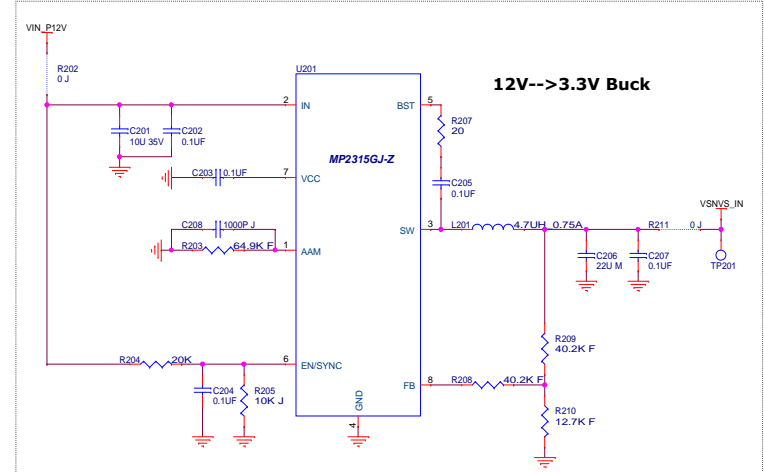 VIN_P12V
R202
0 J
U201
12V-->3.3V Buck
2
IN
BST
5
R207
20
C201
10U 35V
C202
0.1UF
MP2315GJ-Z
C203
0.1UF
7
VCC
C205
0.1UF
VSNVS_IN
C208
1000P J
SW
3
L201
4.7UH_0.75A
R211
0 J
R203
64.9K F
1
AAM
C206
22U M
C207
0.1UF
TP201
R204
20K
6
EN/SYNC
R209
40.2K F
C204
0.1UF
R205
10K J
FB
8
R208
40.2K F
GND
4
R210
12.7K F